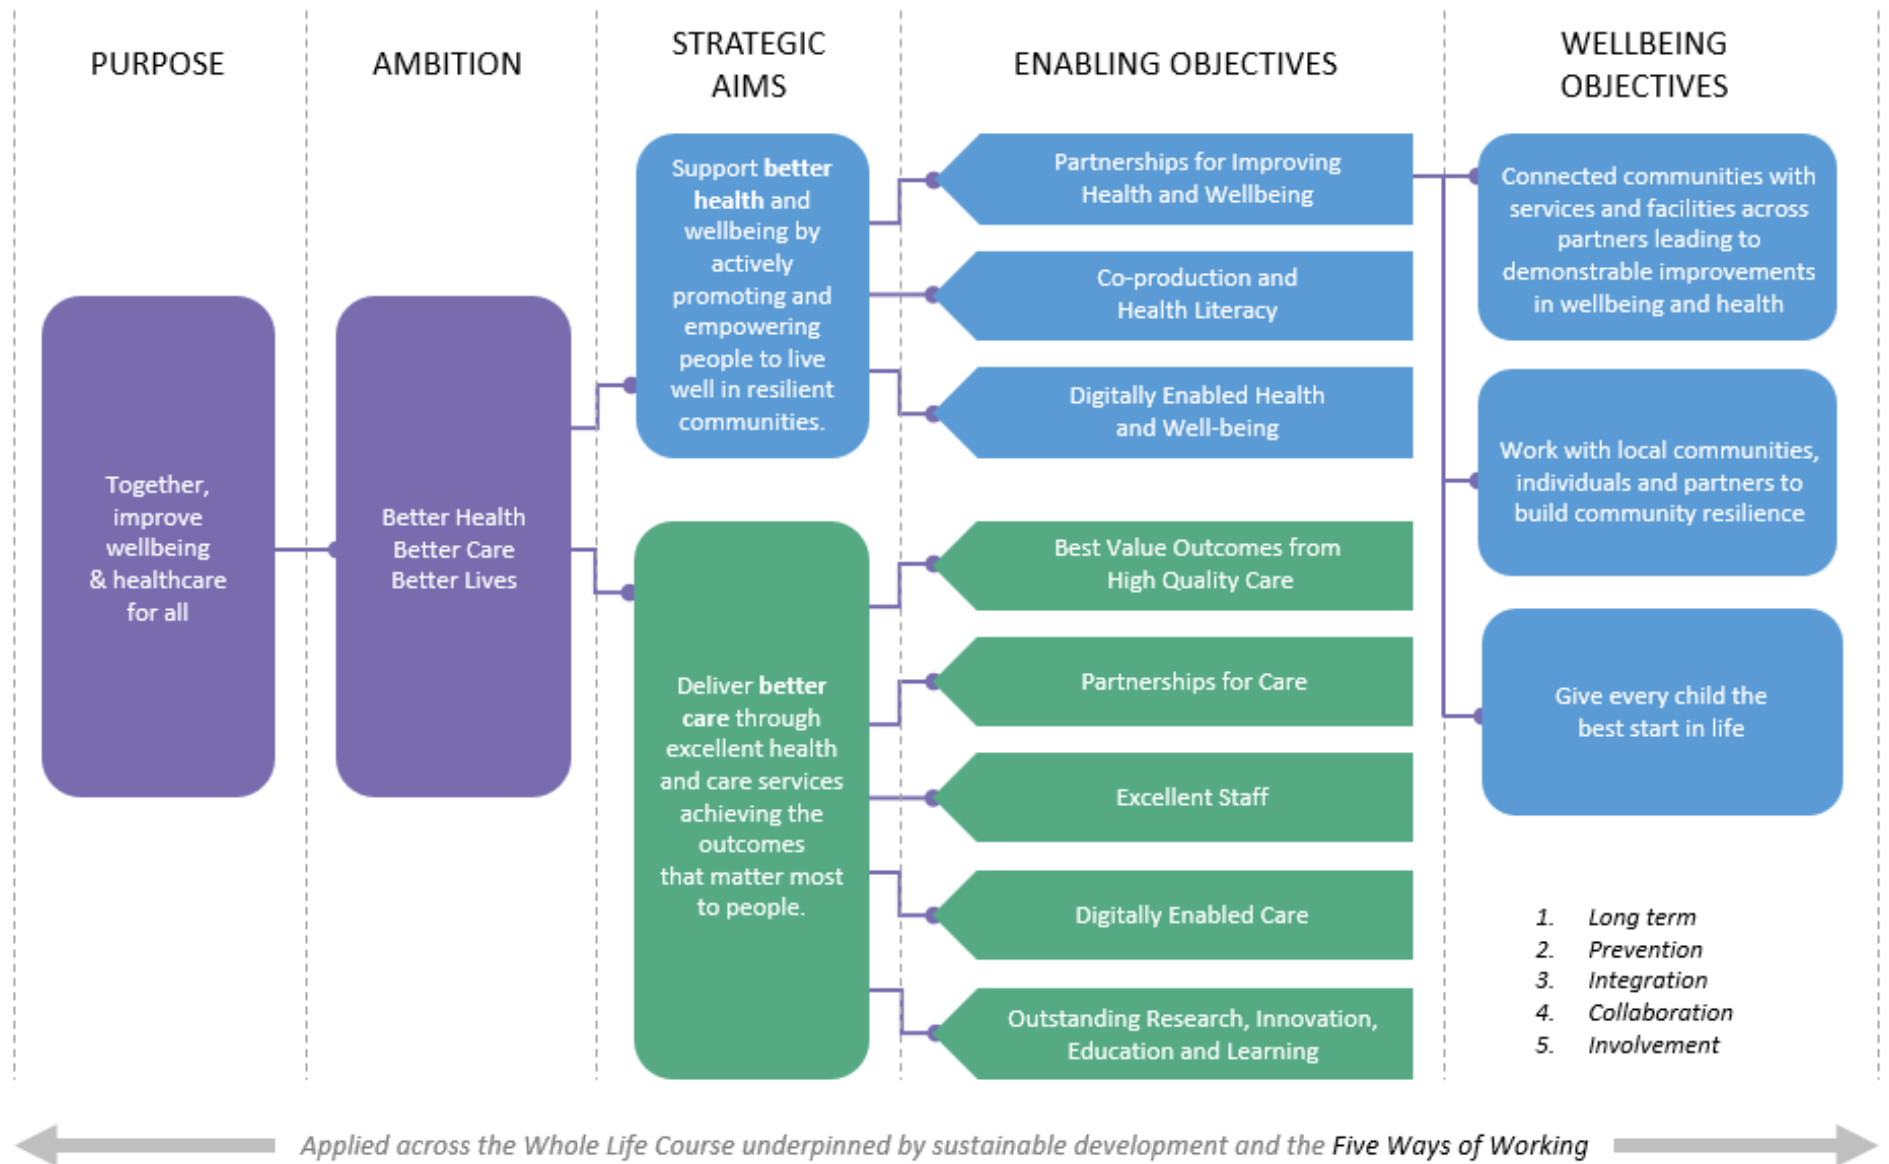 PURPOSE
AMBITION
STRATEGIC
AIMS
ENABLING OBJECTIVES
WELLBEING
OBJECTIVES
Together,
improve
wellbeing
& healthcare
for all
Better Health
Better Care
Better Lives
Support better
health and
wellbeing by
actively
promoting and
empowering
people to live
well in resilient
communities.
Deliver better
care through
excellent health
and care services
achieving the
outcomes
that matter most
to people.
Partnerships for Improving
Health and Wellbeing
Co-production and
Health Literacy
Digitally Enabled Health
and Well-being
Best Value Outcomes from
High Quality Care
Partnerships for Care
Excellent Staff
Digitally Enabled Care
Outstanding Research, Innovation,
Education and Learning
Connected communities with
services and facilities across
partners leading to
demonstrable improvements
in wellbeing and health
Work with local communities,
individuals and partners to
build community resilience
Give every child the
best start in life
1. Long term
2. Prevention
3. Integration
4. Collaboration
5. Involvement
Applied across the Whole Life Course underpinned by sustainable development and the Five Ways of Working